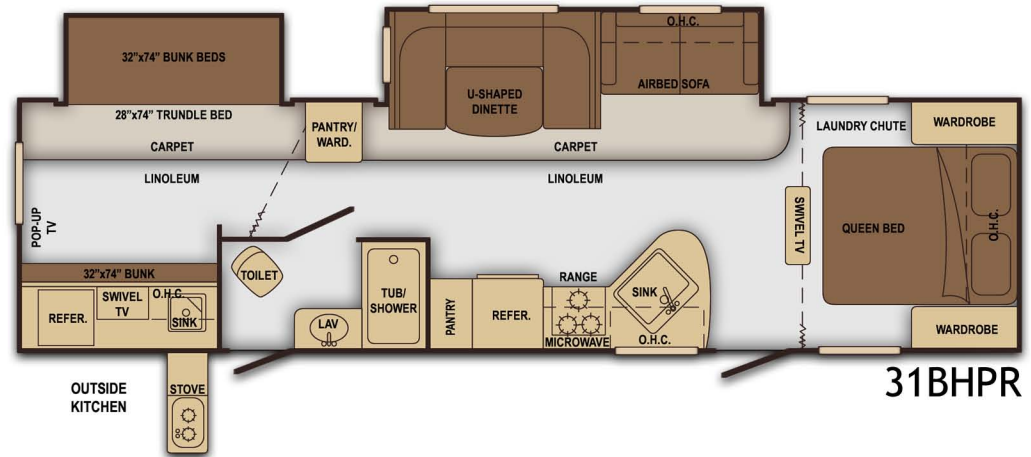 O.H.C.
32"x74" BUNK BEDS
U-SHAPED
DINETTE
AIRBED SOFA
28"x74" TRUNDLE BED
PANTRY/
WARD.
LAUNDRY CHUTE
WARDROBE
CARPET
CARPET
LINOLEUM
LINOLEUM
POP-UP
TV
SWIVEL TV
QUEEN BED
O.H.C.
32"x74" BUNK
TOILET
RANGE
REFER.
SWIVEL
TV
O.H.C.
SINK
TUB/
SHOWER
LAV
PANTRY
REFER.
SINK
MICROWAVE
O.H.C.
WARDROBE
OUTSIDE
KITCHEN
STOVE
31BHPR